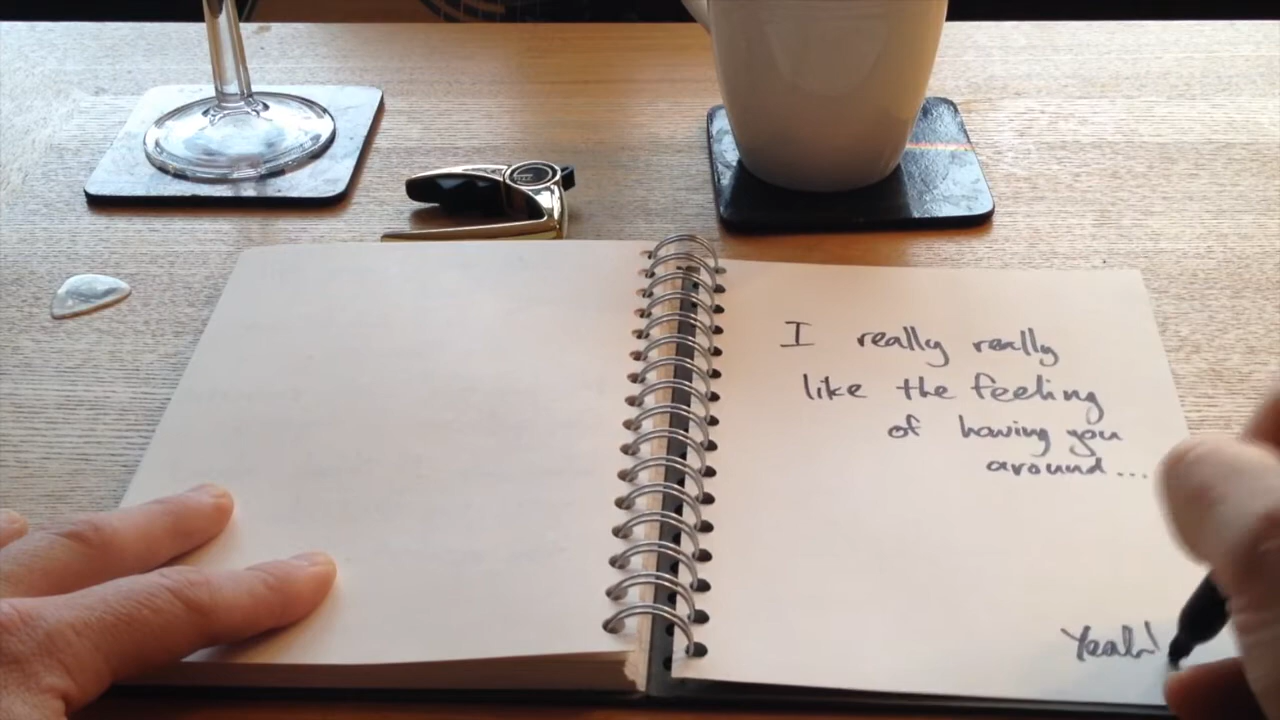 I really really
like the feeling
of having you
around...
Yeah!